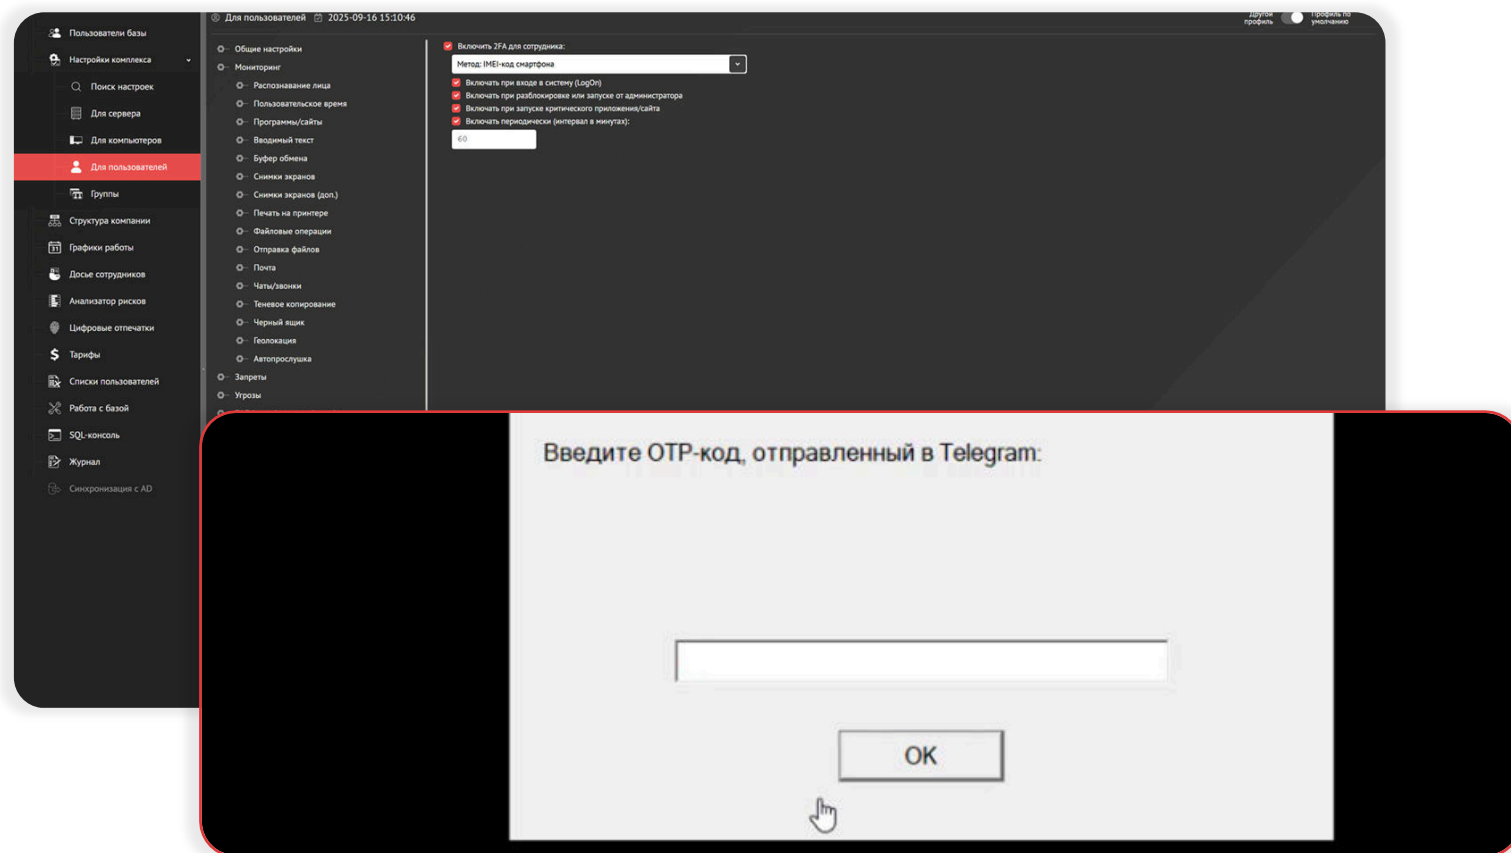 Для пользователей 2025-09-16 15:10:46
Другой профиль
Профиль по умолчанию
Пользователи базы
Настройки комплекса
Поиск настроек
Для сервера
Для компьютеров
Для пользователей
Группы
Структура компании
Графики работы
Досье сотрудников
Анализатор рисков
Цифровые отпечатки
Тарифы
Списки пользователей
Работа с базой
SQL-консоль
Журнал
Синхронизация с AD
Общие настройки
Мониторинг
Распознавание лица
Пользовательское время
Программы/сайты
Вводимый текст
Буфер обмена
Снимки экранов
Снимки экранов (доп.)
Печать на принтере
Файловые операции
Отправка файлов
Почта
Чаты/звонки
Теневое копирование
Черный ящик
Геолокация
Автопрослушка
Запреты
Угрозы
Включить 2FA для сотрудника:
Метод: IMEI-код смартфона
Включать при входе в систему (LogOn)
Включать при разблокировке или запуске от администратора
Включать при запуске критического приложения/сайта
Включать периодически (интервал в минутах):
60
Введите OTP-код, отправленный в Telegram:
OK